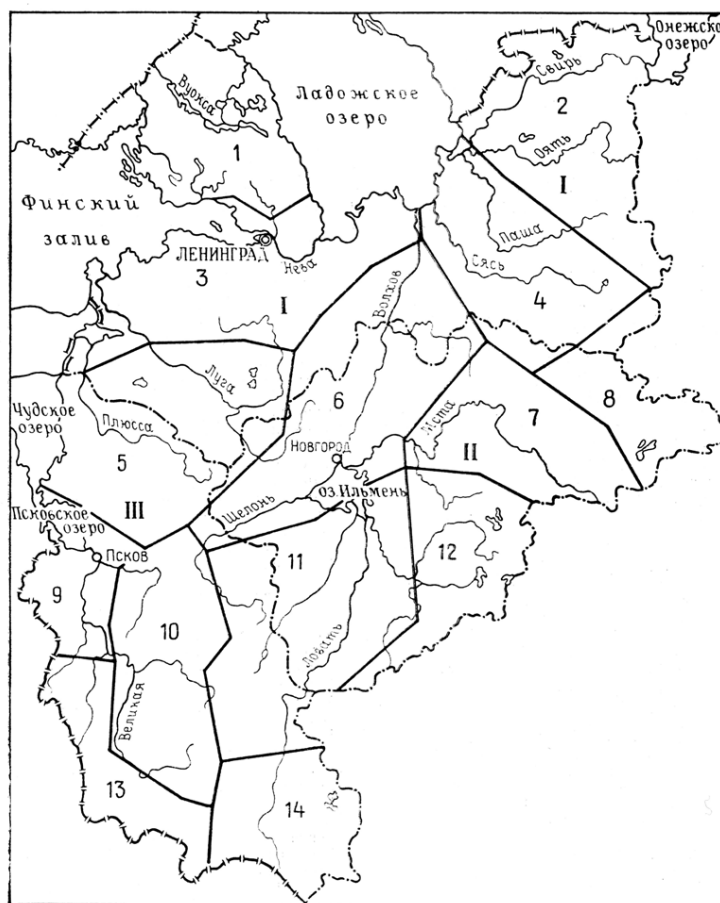 Онежское
озеро
8
Свирь
Вуокса
Ладожское
озеро
2
Оять
1
I
Финский
залив
Паша
ЛЕНИНГРАД
Нева
Сясь
3
4
I
Волхов
Луга
6
8
Чудское
озеро
Плюсса
Мста
7
НОВГОРОД
II
5
III
Шелонь
оз.Ильмень
Псковское
озеро
Псков
11
12
9
10
Ловать
Великая
13
14